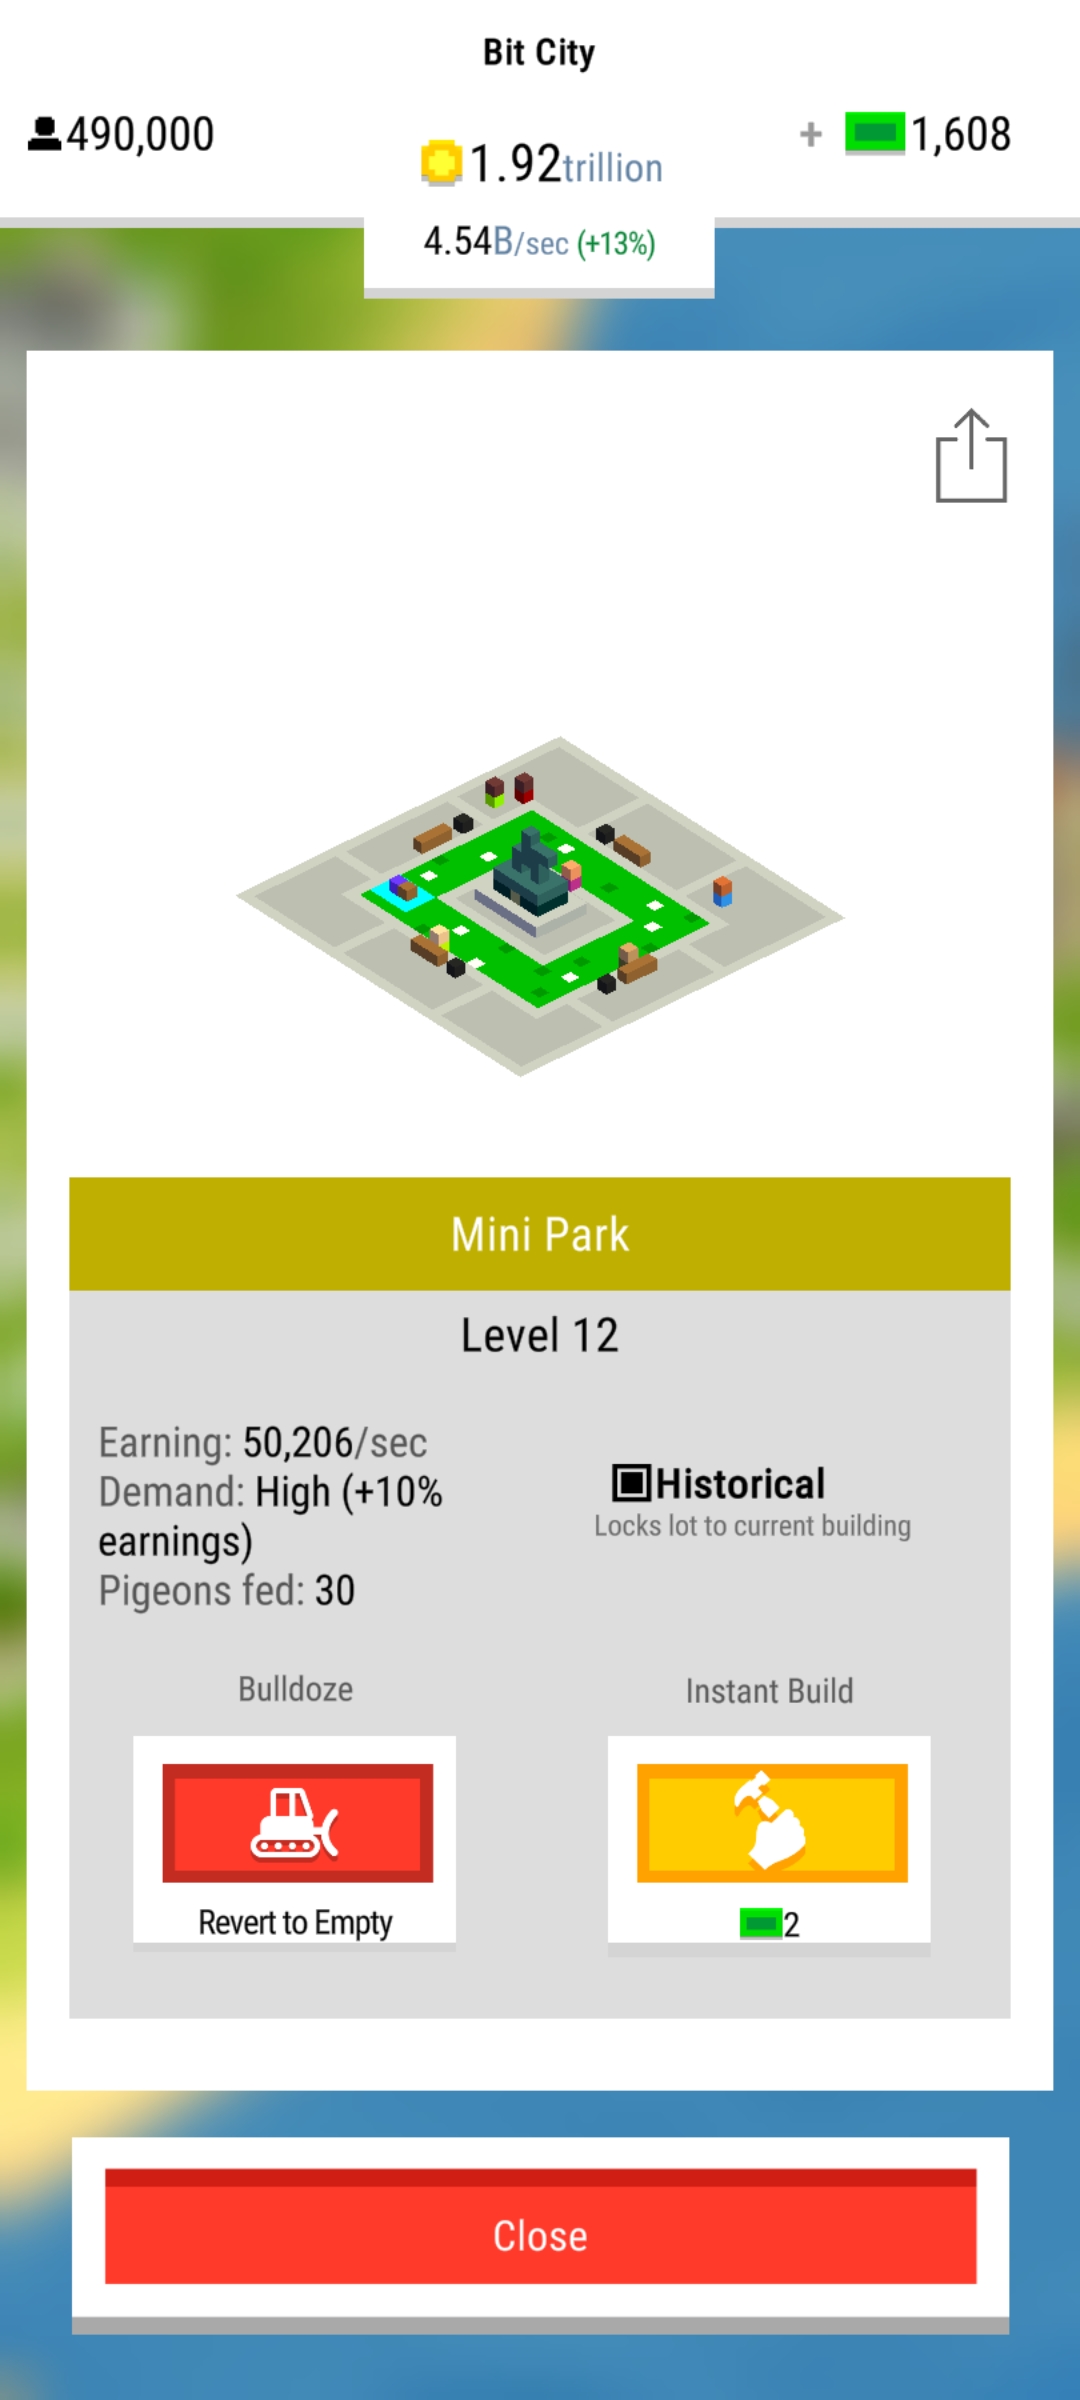 Bit City
490,000
+ 1,608
1.92trillion
4.54B/sec (+13%)
Mini Park
Level 12
Earning: 50,206/sec
Demand: High (+10%
earnings)
Pigeons fed: 30
Historical
Locks lot to current building
Bulldoze
Instant Build
Revert to Empty
2
Close